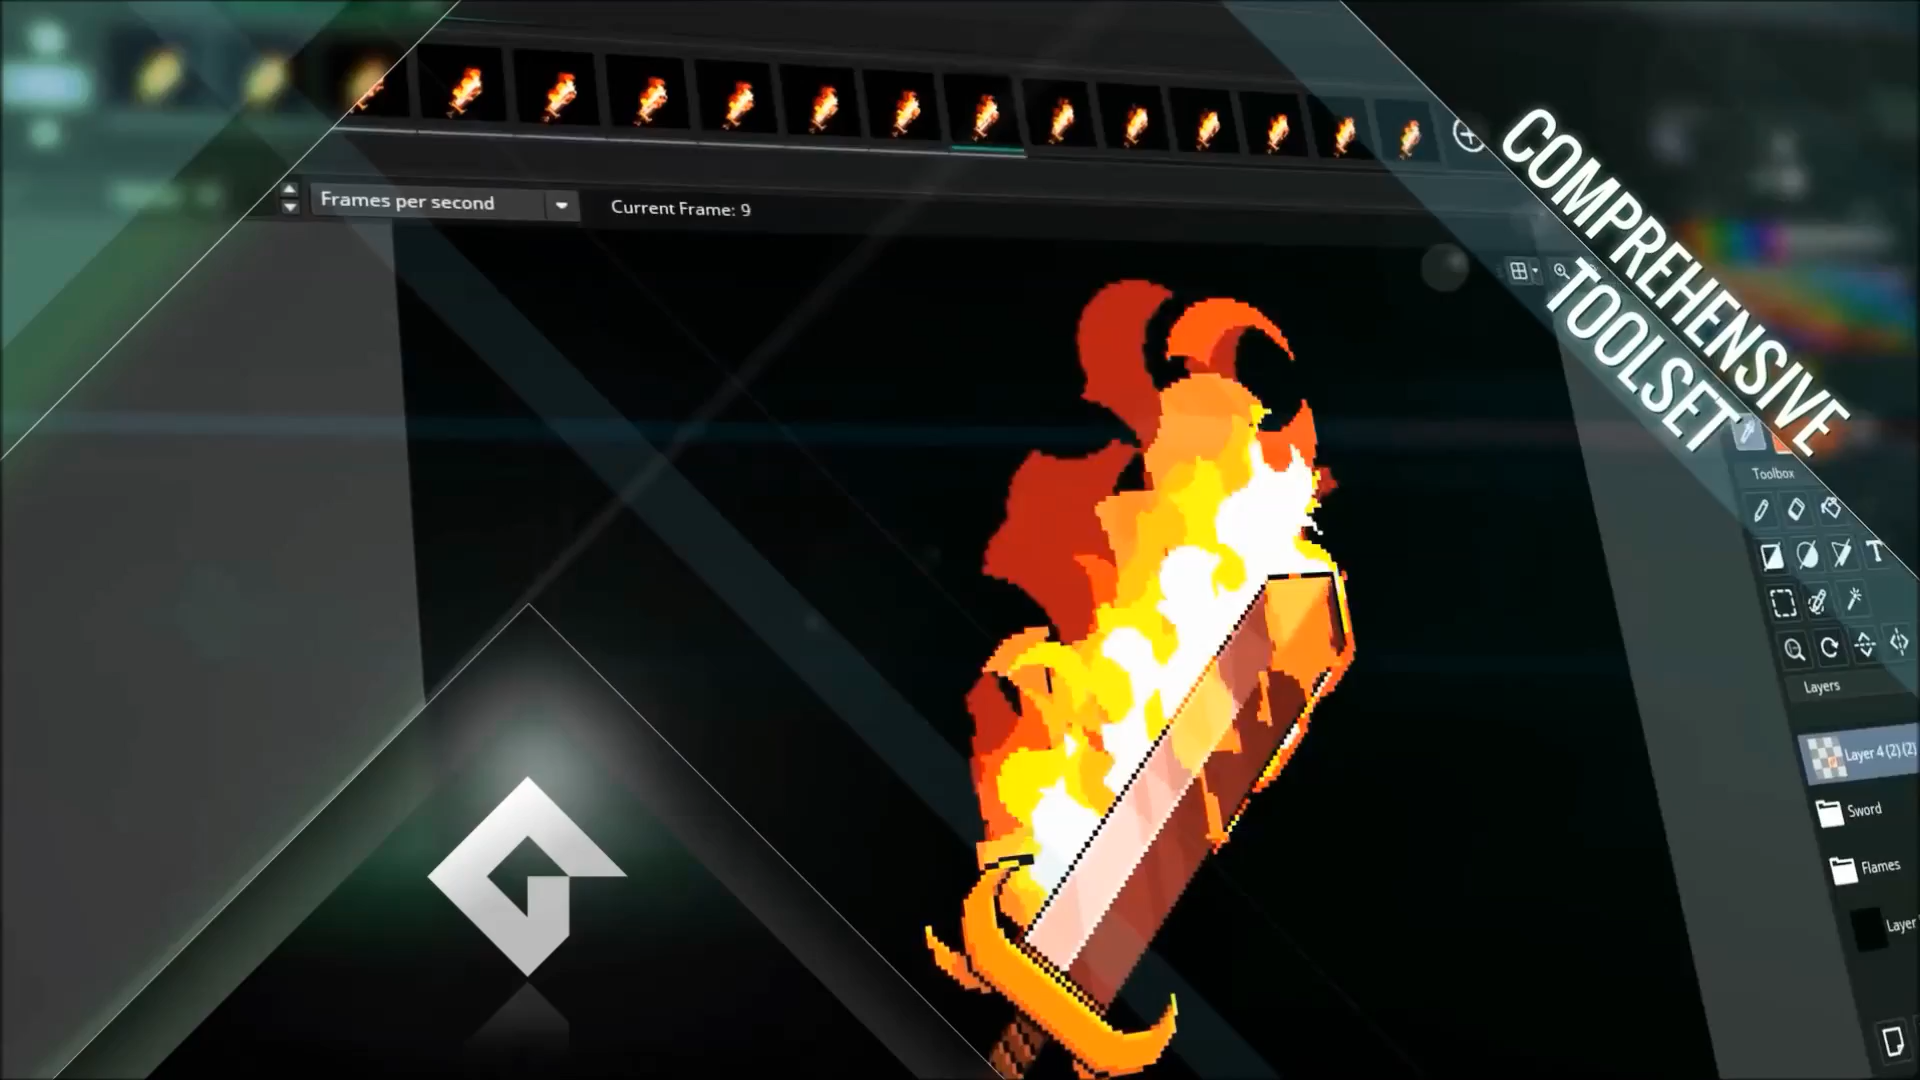 Frames per second
Current Frame: 9
COMPREHENSIVE
TOOLSET
Toolbox
T
Layers
Layer 4 (2) (2)
Sword
Flames
Layer